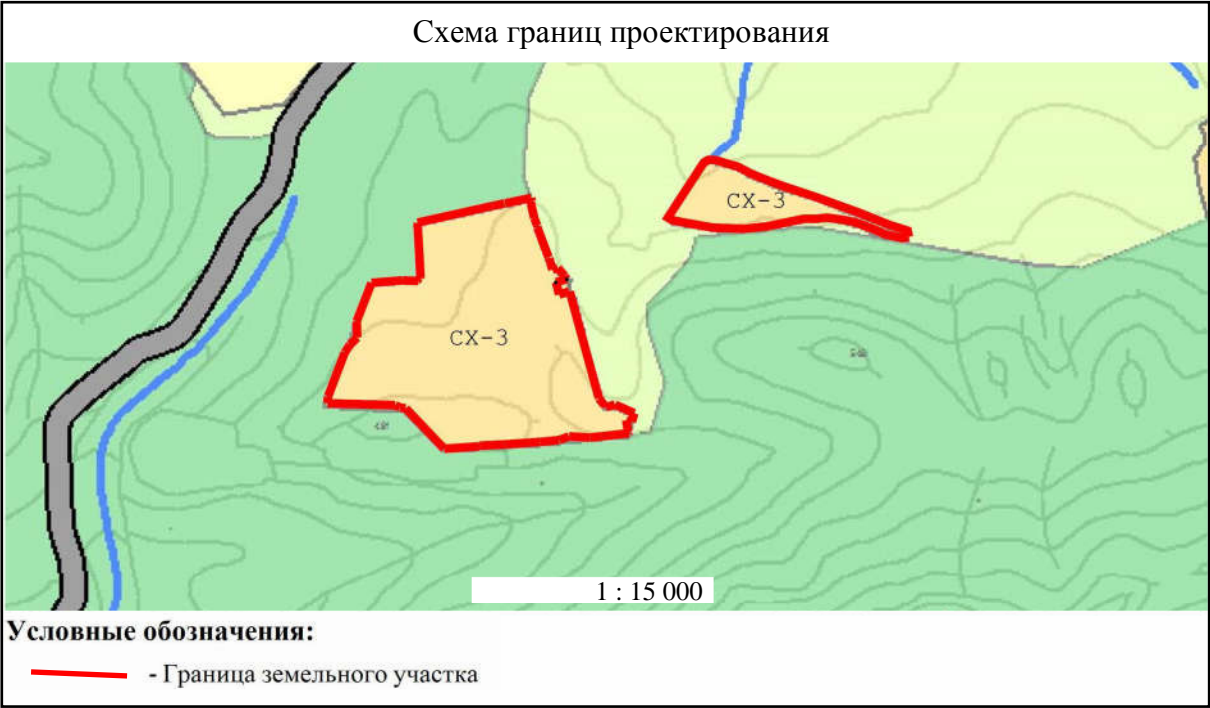 Схема границ проектирования
СХ-3
СХ-3
1 : 15 000
Условные обозначения:
- Граница земельного участка